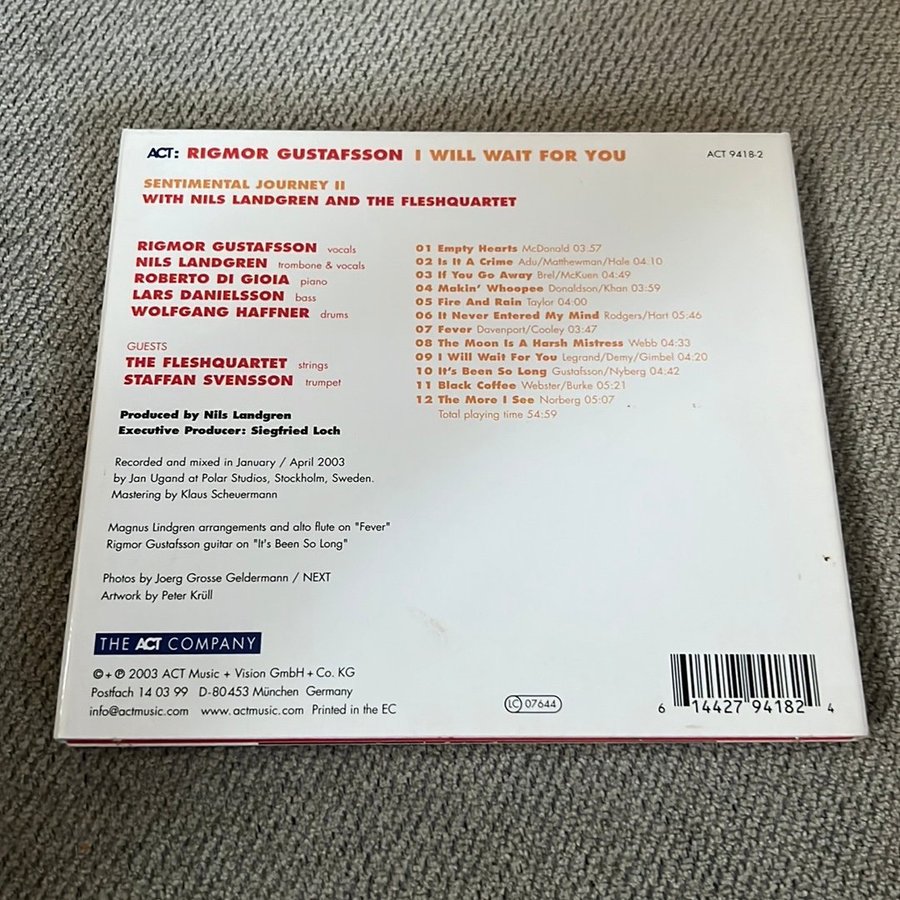 ACT: RIGMOR GUSTAFSSON I WILL WAIT FOR YOU
ACT 9418-2
SENTIMENTAL JOURNEY II
WITH NILS LANDGREN AND THE FLESHQUARTET
RIGMOR GUSTAFSSON vocals
NILS LANDGREN trombone & vocals
ROBERTO DI GIOIA piano
LARS DANIELSSON bass
WOLFGANG HAFFNER drums
GUESTS
THE FLESHQUARTET strings
STAFFAN SVENSSON trumpet
Produced by Nils Landgren
Executive Producer: Siegfried Loch
Recorded and mixed in January / April 2003
by Jan Ugand at Polar Studios, Stockholm, Sweden.
Mastering by Klaus Scheuermann
Magnus Lindgren arrangements and alto flute on "Fever"
Rigmor Gustafsson guitar on "It's Been So Long"
Photos by Joerg Grosse Geldermann / NEXT
Artwork by Peter Krüll
01 Empty Hearts McDonald 03:57
02 Is It A Crime Adu/Matthewman/Hale 04:10
03 If You Go Away Brel/McKuen 04:49
04 Makin' Whoopee Donaldson/Khan 03:59
05 Fire And Rain Taylor 04:00
06 It Never Entered My Mind Rodgers/Hart 05:46
07 Fever Davenport/Cooley 03:47
08 The Moon Is A Harsh Mistress Webb 04:33
09 I Will Wait For You Legrand/Demy/Gimbel 04:20
10 It's Been So Long Gustafsson/Nyberg 04:42
11 Black Coffee Webster/Burke 05:21
12 The More I See Norberg 05:07
Total playing time 54:59
THE ACT COMPANY
© + ℗ 2003 ACT Music + Vision GmbH + Co. KG
Postfach 14 03 99 D-80453 München Germany
info@actmusic.com www.actmusic.com Printed in the EC
LC 07644
6 14427 94182 4